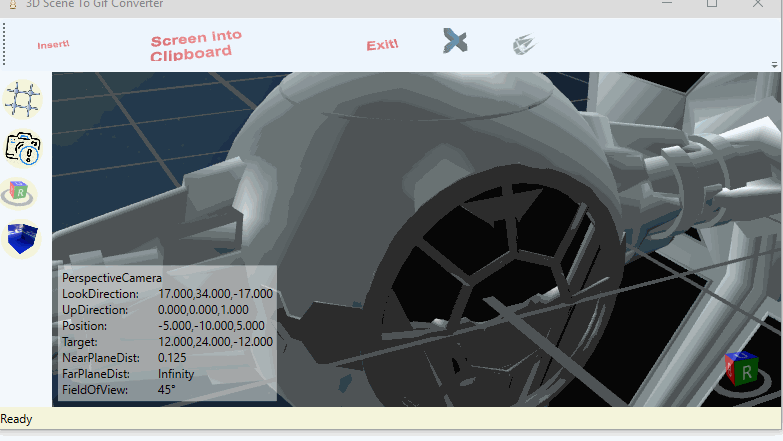 3D Scene To Gif Converter
Insert!
Screen into
Clipboard
Exit!
PerspectiveCamera
LookDirection: 17.000,34.000,-17.000
UpDirection: 0.000,0.000,1.000
Position: -5.000,-10.000,5.000
Target: 12.000,24.000,-12.000
NearPlaneDist: 0.125
FarPlaneDist: Infinity
FieldOfView: 45°
R
R
Ready